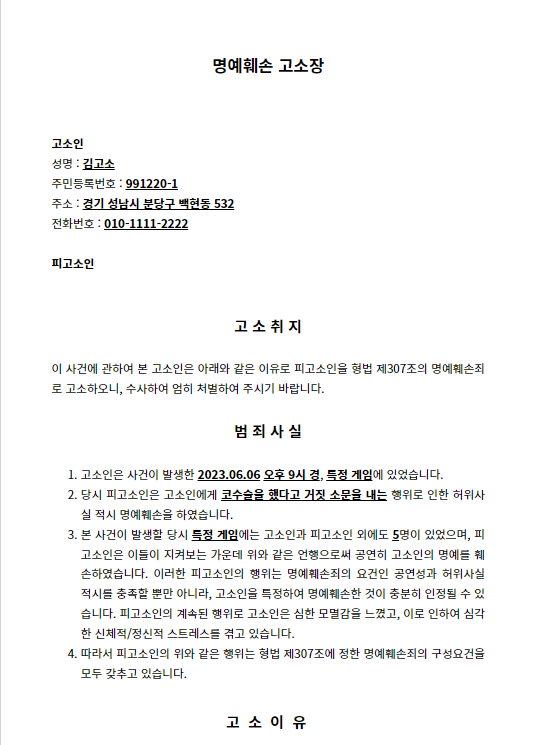 명예훼손 고소장
고소인
성명 : 김고소
주민등록번호 : 991220-1
주소 : 경기 성남시 분당구 백현동 532
전화번호 : 010-1111-2222
피고소인
고 소 취 지
이 사건에 관하여 본 고소인은 아래와 같은 이유로 피고소인을 형법 제307조의 명예훼손죄
로 고소하오니, 수사하여 엄히 처벌하여 주시기 바랍니다.
범 죄 사 실
1. 고소인은 사건이 발생한 2023.06.06 오후 9시 경, 특정 게임에 있었습니다.
2. 당시 피고소인은 고소인에게 코수술을 했다고 거짓 소문을 내는 행위로 인한 허위사
실 적시 명예훼손을 하였습니다.
3. 본 사건이 발생할 당시 특정 게임에는 고소인과 피고소인 외에도 5명이 있었으며, 피
고소인은 이들이 지켜보는 가운데 위와 같은 언행으로써 공연히 고소인의 명예를 훼
손하였습니다. 이러한 피고소인의 행위는 명예훼손죄의 요건인 공연성과 허위사실
적시를 충족할 뿐만 아니라, 고소인을 특정하여 명예훼손한 것이 충분히 인정될 수 있
습니다. 피고소인의 계속된 행위로 고소인은 심한 모멸감을 느꼈고, 이로 인하여 심각
한 신체적/정신적 스트레스를 겪고 있습니다.
4. 따라서 피고소인의 위와 같은 행위는 형법 제307조에 정한 명예훼손죄의 구성요건을
모두 갖추고 있습니다.
고 소 이 유